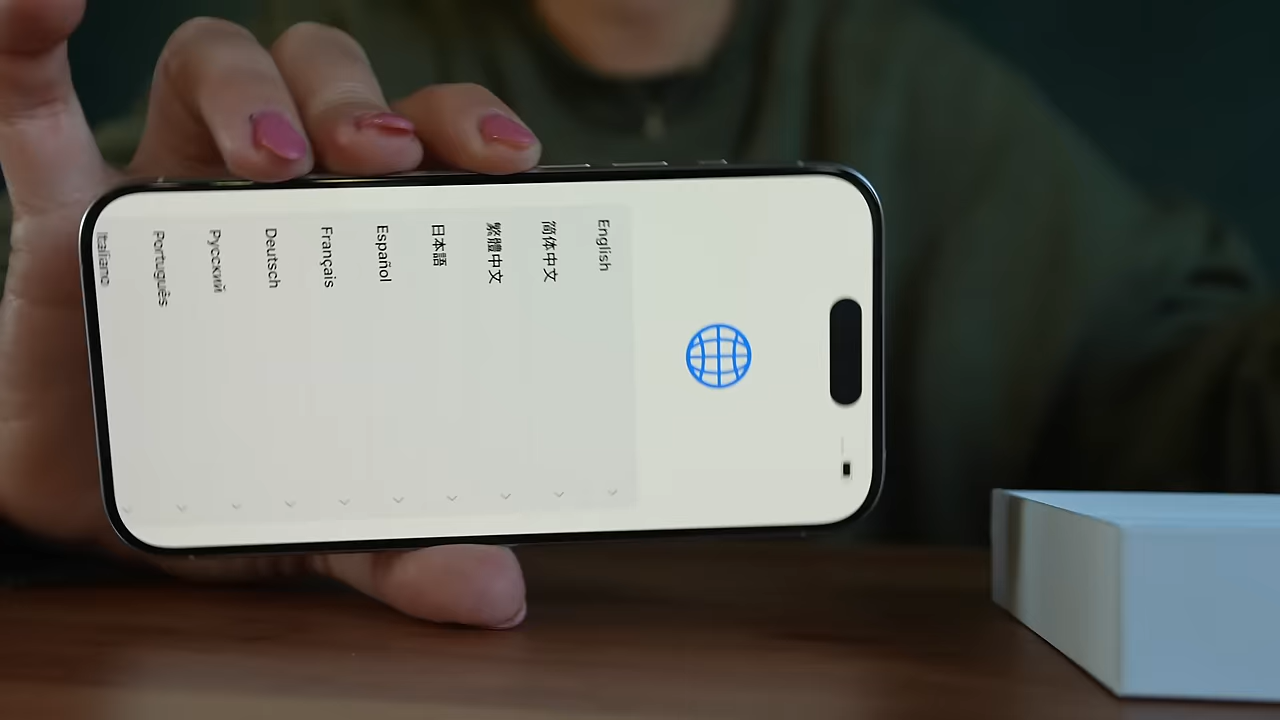 English
简体中文
繁體中文
日本語
Español
Français
Deutsch
Русский
Português
Italiano